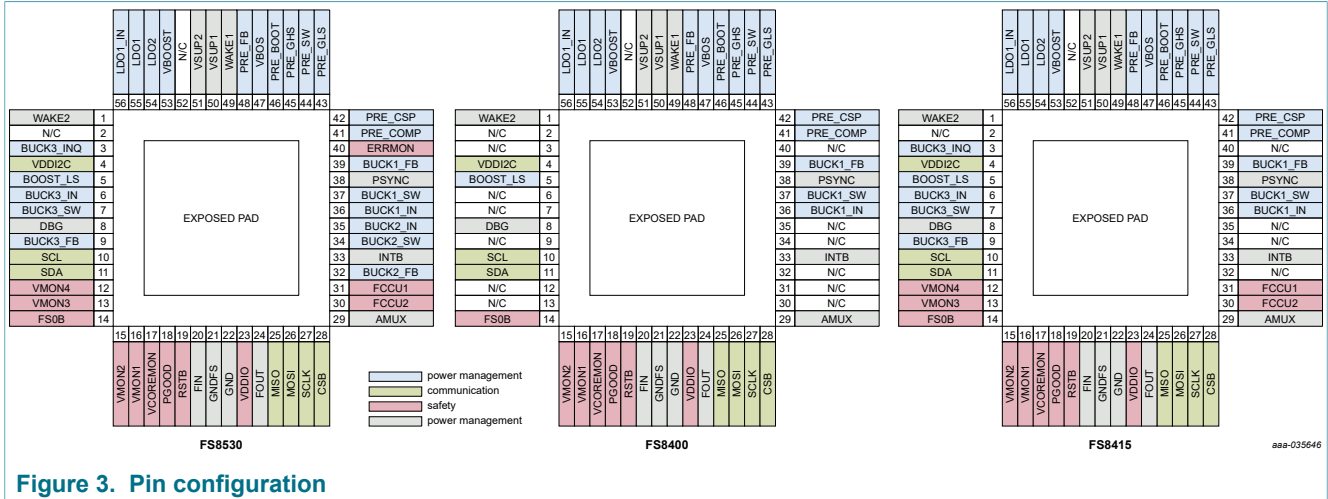 LDO1_IN
LDO1
LDO2
VBOOST
N/C
VSUP2
VSUP1
WAKE1
PRE_FB
VBOS
PRE_BOOT
PRE_GHS
PRE_SW
PRE_GLS
56 55 54 53 52 51 50 49 48 47 46 45 44 43
WAKE2 1
N/C 2
BUCK3_INQ 3
VDDI2C 4
BOOST_LS 5
BUCK3_IN 6
BUCK3_SW 7
DBG 8
BUCK3_FB 9
SCL 10
SDA 11
VMON4 12
VMON3 13
FS0B 14
EXPOSED PAD
42 PRE_CSP
41 PRE_COMP
40 ERRMON
39 BUCK1_FB
38 PSYNC
37 BUCK1_SW
36 BUCK1_IN
35 BUCK2_IN
34 BUCK2_SW
33 INTB
32 BUCK2_FB
31 FCCU1
30 FCCU2
29 AMUX
15 16 17 18 19 20 21 22 23 24 25 26 27 28
VMON2
VMON1
VCOREMON
PGOOD
RSTB
FIN
GNDFS
GND
VDDIO
FOUT
MISO
MOSI
SCLK
CSB
FS8530
power management
communication
safety
power management
LDO1_IN
LDO1
LDO2
VBOOST
N/C
VSUP2
VSUP1
WAKE1
PRE_FB
VBOS
PRE_BOOT
PRE_GHS
PRE_SW
PRE_GLS
56 55 54 53 52 51 50 49 48 47 46 45 44 43
WAKE2 1
N/C 2
N/C 3
VDDI2C 4
BOOST_LS 5
N/C 6
N/C 7
DBG 8
N/C 9
SCL 10
SDA 11
N/C 12
N/C 13
FS0B 14
EXPOSED PAD
42 PRE_CSP
41 PRE_COMP
40 N/C
39 BUCK1_FB
38 PSYNC
37 BUCK1_SW
36 BUCK1_IN
35 N/C
34 N/C
33 INTB
32 N/C
31 N/C
30 N/C
29 AMUX
15 16 17 18 19 20 21 22 23 24 25 26 27 28
VMON2
VMON1
VCOREMON
PGOOD
RSTB
FIN
GNDFS
GND
VDDIO
FOUT
MISO
MOSI
SCLK
CSB
FS8400
LDO1_IN
LDO1
LDO2
VBOOST
N/C
VSUP2
VSUP1
WAKE1
PRE_FB
VBOS
PRE_BOOT
PRE_GHS
PRE_SW
PRE_GLS
56 55 54 53 52 51 50 49 48 47 46 45 44 43
WAKE2 1
N/C 2
BUCK3_INQ 3
VDDI2C 4
BOOST_LS 5
BUCK3_IN 6
BUCK3_SW 7
DBG 8
BUCK3_FB 9
SCL 10
SDA 11
VMON4 12
VMON3 13
FS0B 14
EXPOSED PAD
42 PRE_CSP
41 PRE_COMP
40 N/C
39 BUCK1_FB
38 PSYNC
37 BUCK1_SW
36 BUCK1_IN
35 N/C
34 N/C
33 INTB
32 N/C
31 FCCU1
30 FCCU2
29 AMUX
15 16 17 18 19 20 21 22 23 24 25 26 27 28
VMON2
VMON1
VCOREMON
PGOOD
RSTB
FIN
GNDFS
GND
VDDIO
FOUT
MISO
MOSI
SCLK
CSB
FS8415
aaa-035646
Figure 3. Pin configuration